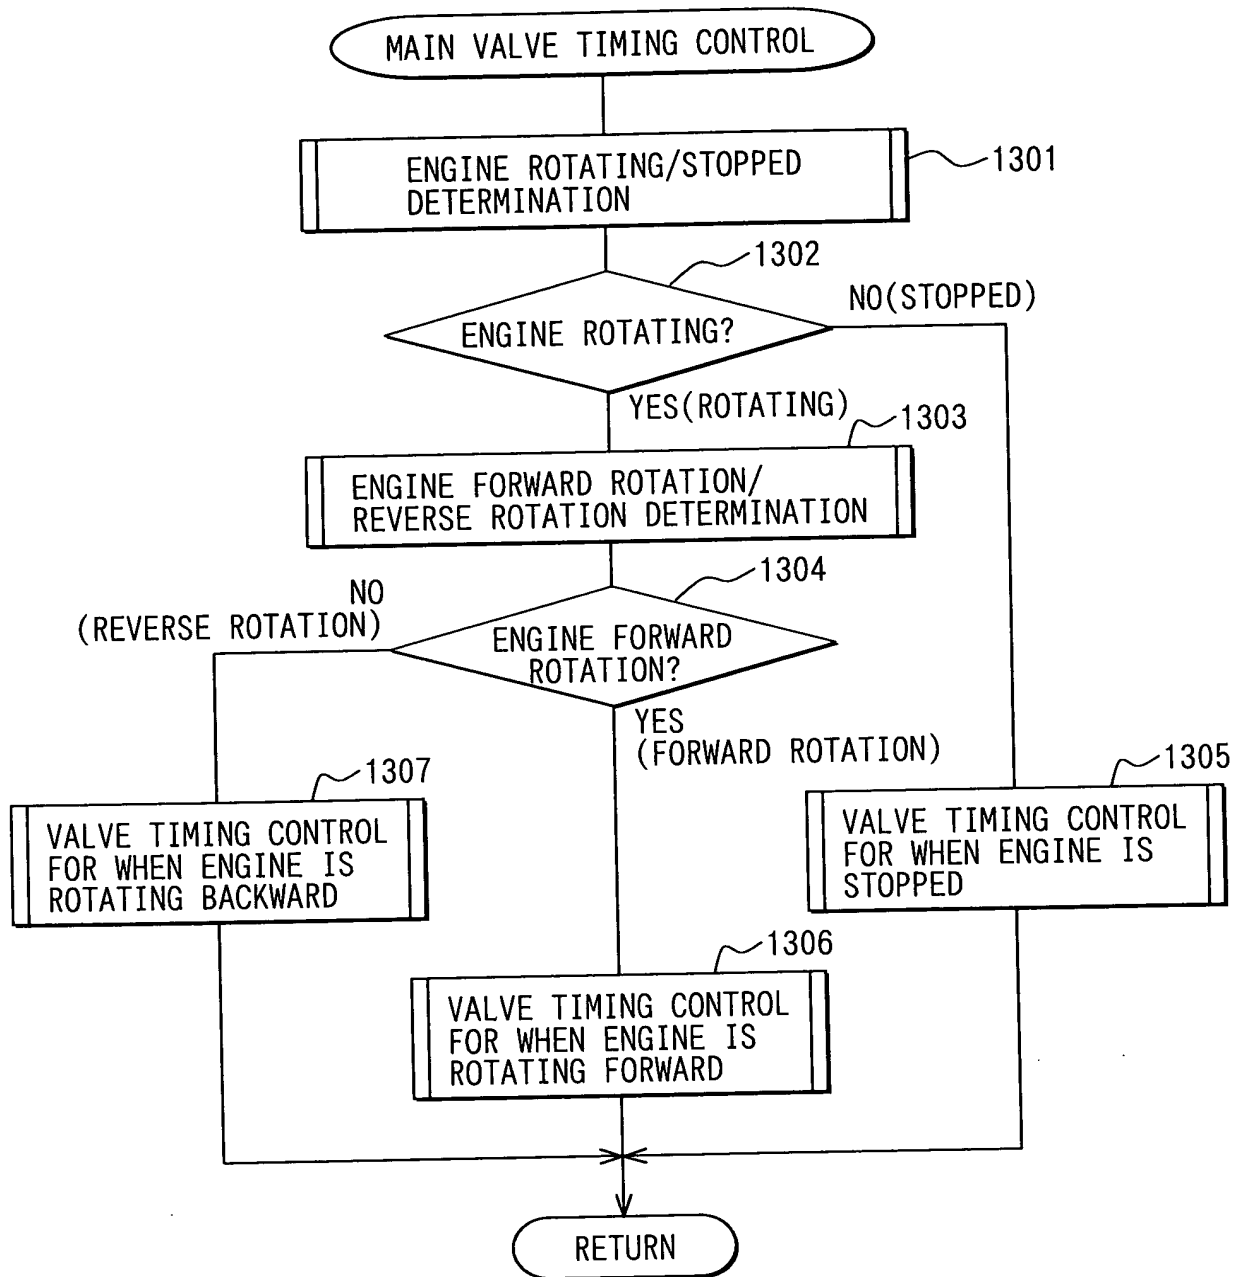 MAIN VALVE TIMING CONTROL
ENGINE ROTATING/STOPPED
DETERMINATION
1301
1302
ENGINE ROTATING?
NO(STOPPED)
YES(ROTATING)
1303
ENGINE FORWARD ROTATION/
REVERSE ROTATION DETERMINATION
1304
NO
(REVERSE ROTATION)
ENGINE FORWARD
ROTATION?
YES
(FORWARD ROTATION)
1307
VALVE TIMING CONTROL
FOR WHEN ENGINE IS
ROTATING BACKWARD
1305
VALVE TIMING CONTROL
FOR WHEN ENGINE IS
STOPPED
1306
VALVE TIMING CONTROL
FOR WHEN ENGINE IS
ROTATING FORWARD
RETURN